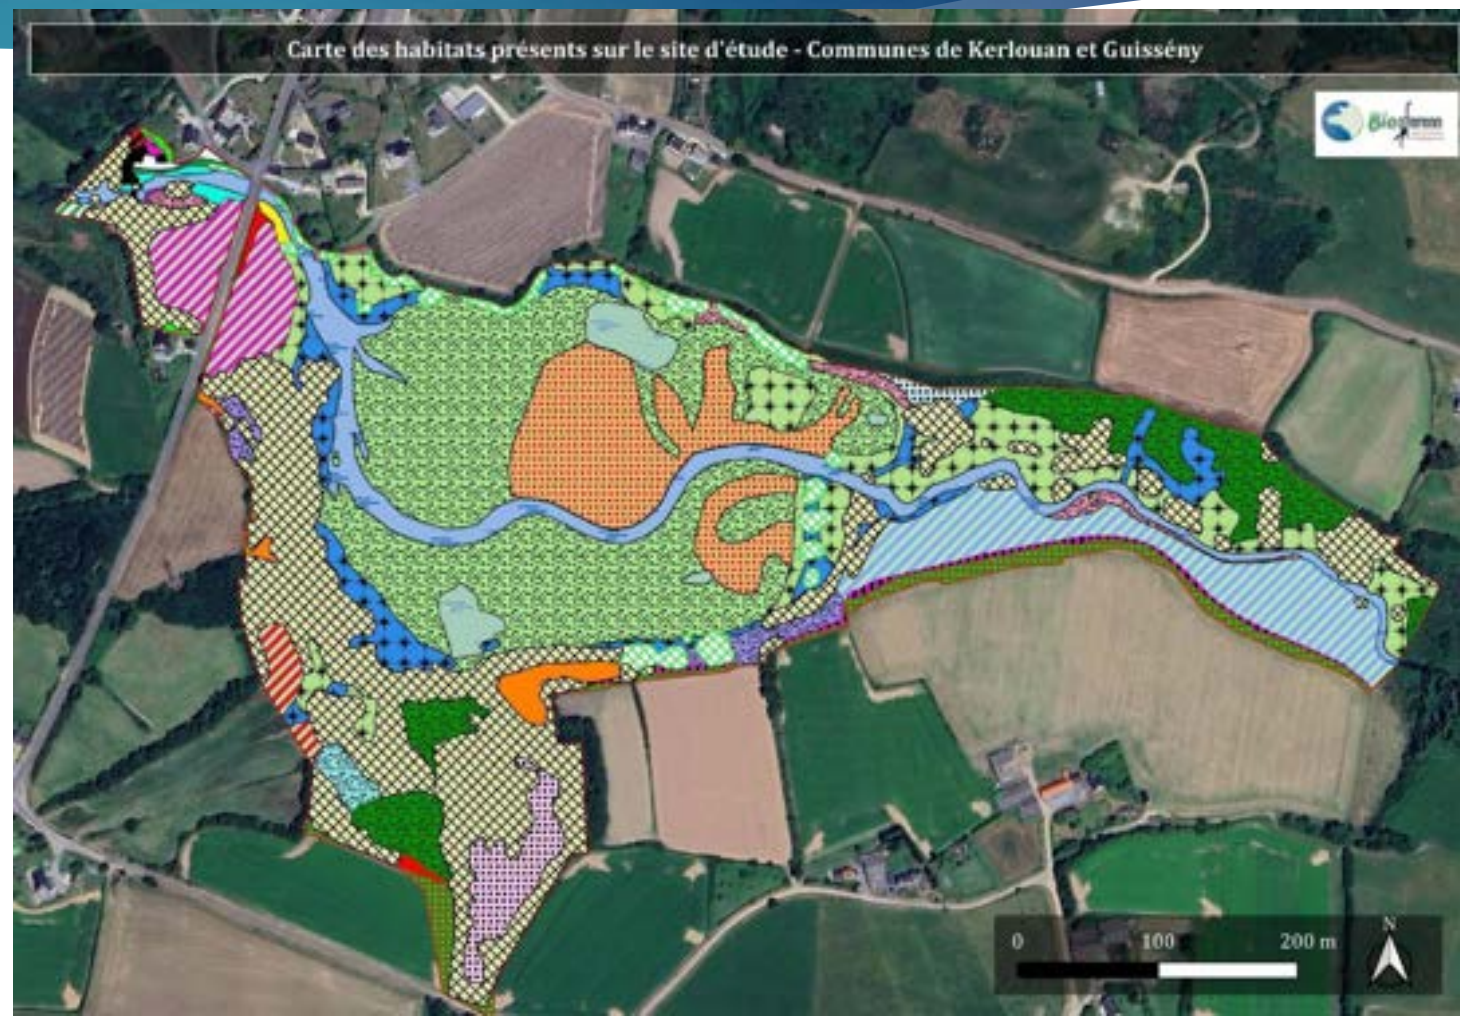 Carte des habitats présents sur le site d'étude - Communes de Kerlouan et Guissény
N
0 100 200 m